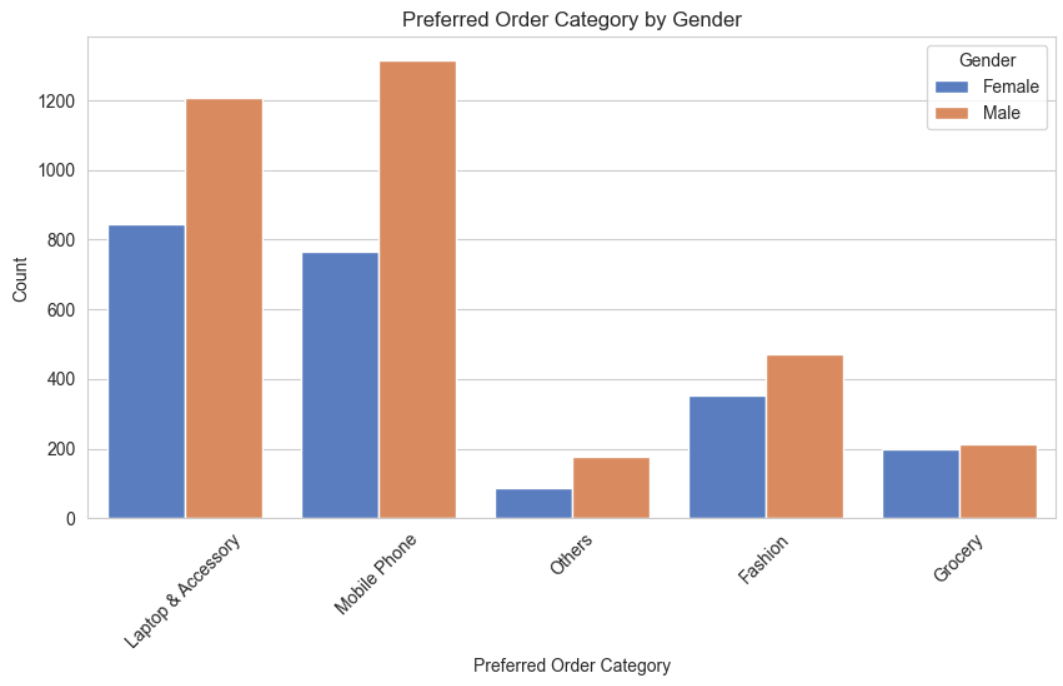 Preferred Order Category by Gender
Gender
Female
Male
1200
1000
800
600
400
200
0
Count
Laptop & Accessory
Mobile Phone
Others
Fashion
Grocery
Preferred Order Category